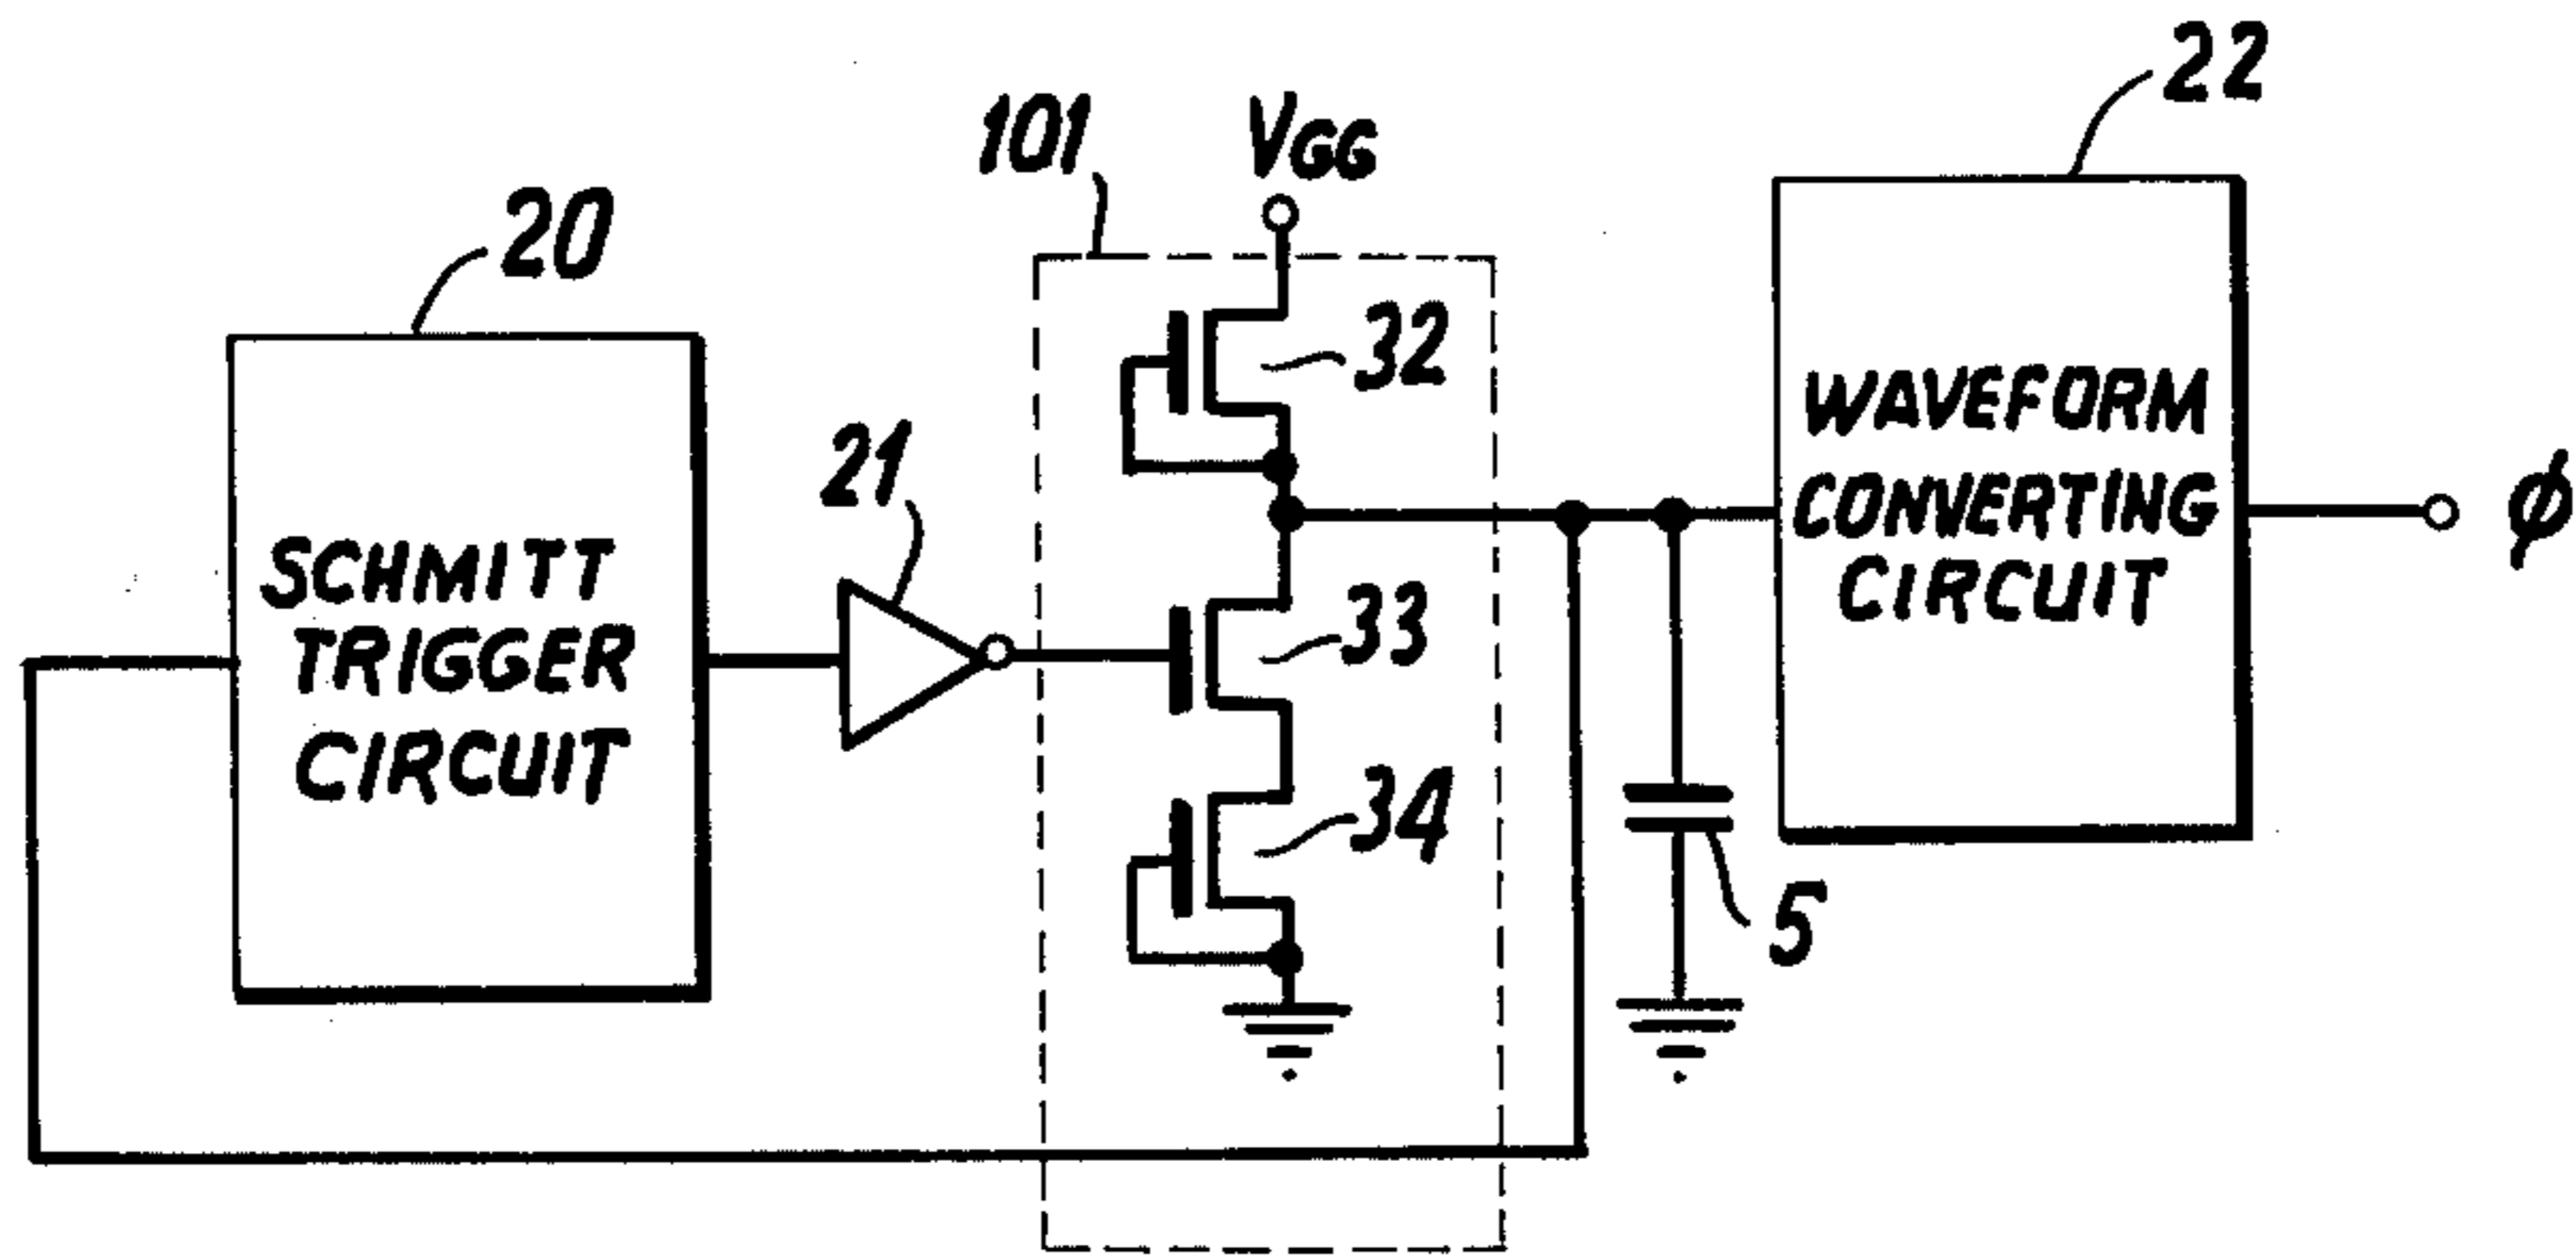 20
SCHMITT
TRIGGER
CIRCUIT
21
101
VGG
32
33
34
5
22
WAVEFORM
CONVERTING
CIRCUIT
ϕ